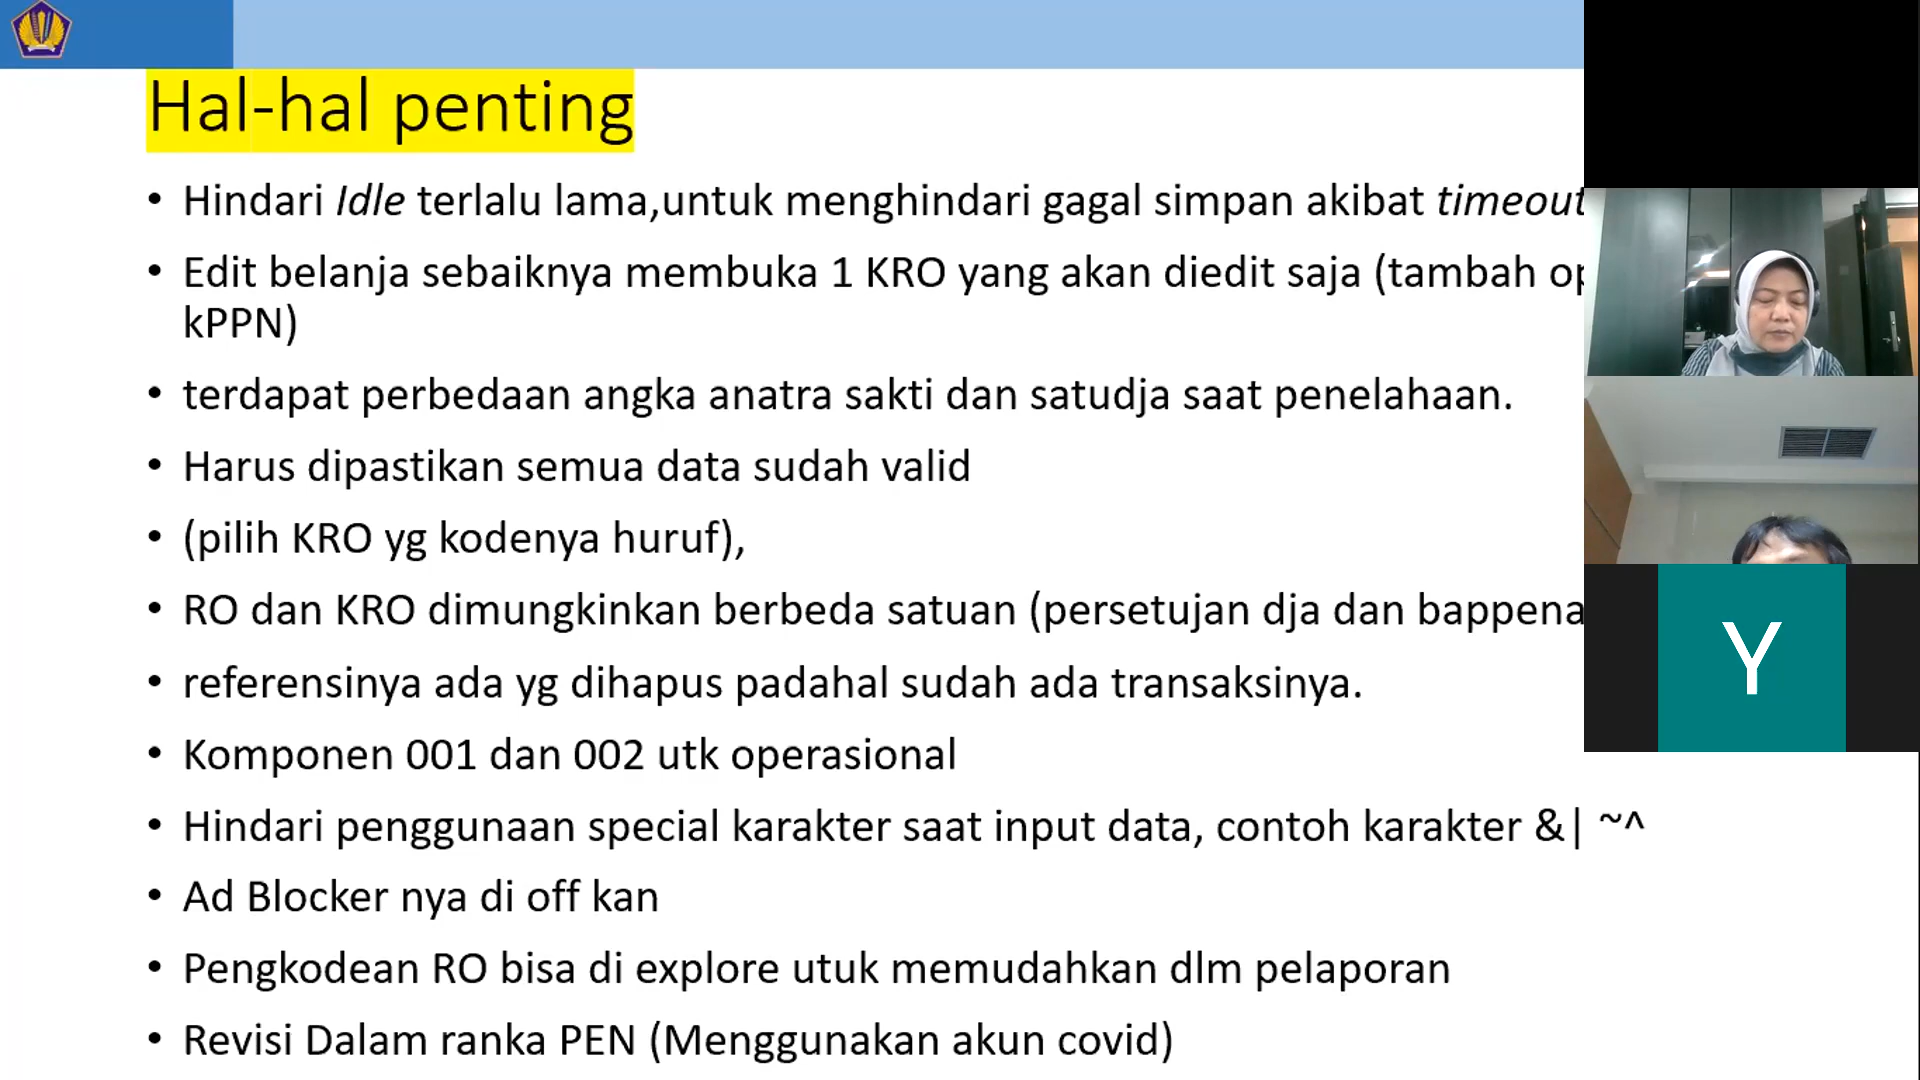 Hal-hal penting
• Hindari Idle terlalu lama,untuk menghindari gagal simpan akibat timeout
• Edit belanja sebaiknya membuka 1 KRO yang akan diedit saja (tambah
kPPN)
• terdapat perbedaan angka anatra sakti dan satudja saat penelahaan.
• Harus dipastikan semua data sudah valid
• (pilih KRO yg kodenya huruf),
• RO dan KRO dimungkinkan berbeda satuan (persetujan dja dan bappena
• referensinya ada yg dihapus padahal sudah ada transaksinya.
• Komponen 001 dan 002 utk operasional
• Hindari penggunaan special karakter saat input data, contoh karakter &| ~^
• Ad Blocker nya di off kan
• Pengkodean RO bisa di explore utuk memudahkan dlm pelaporan
• Revisi Dalam ranka PEN (Menggunakan akun covid)
Y